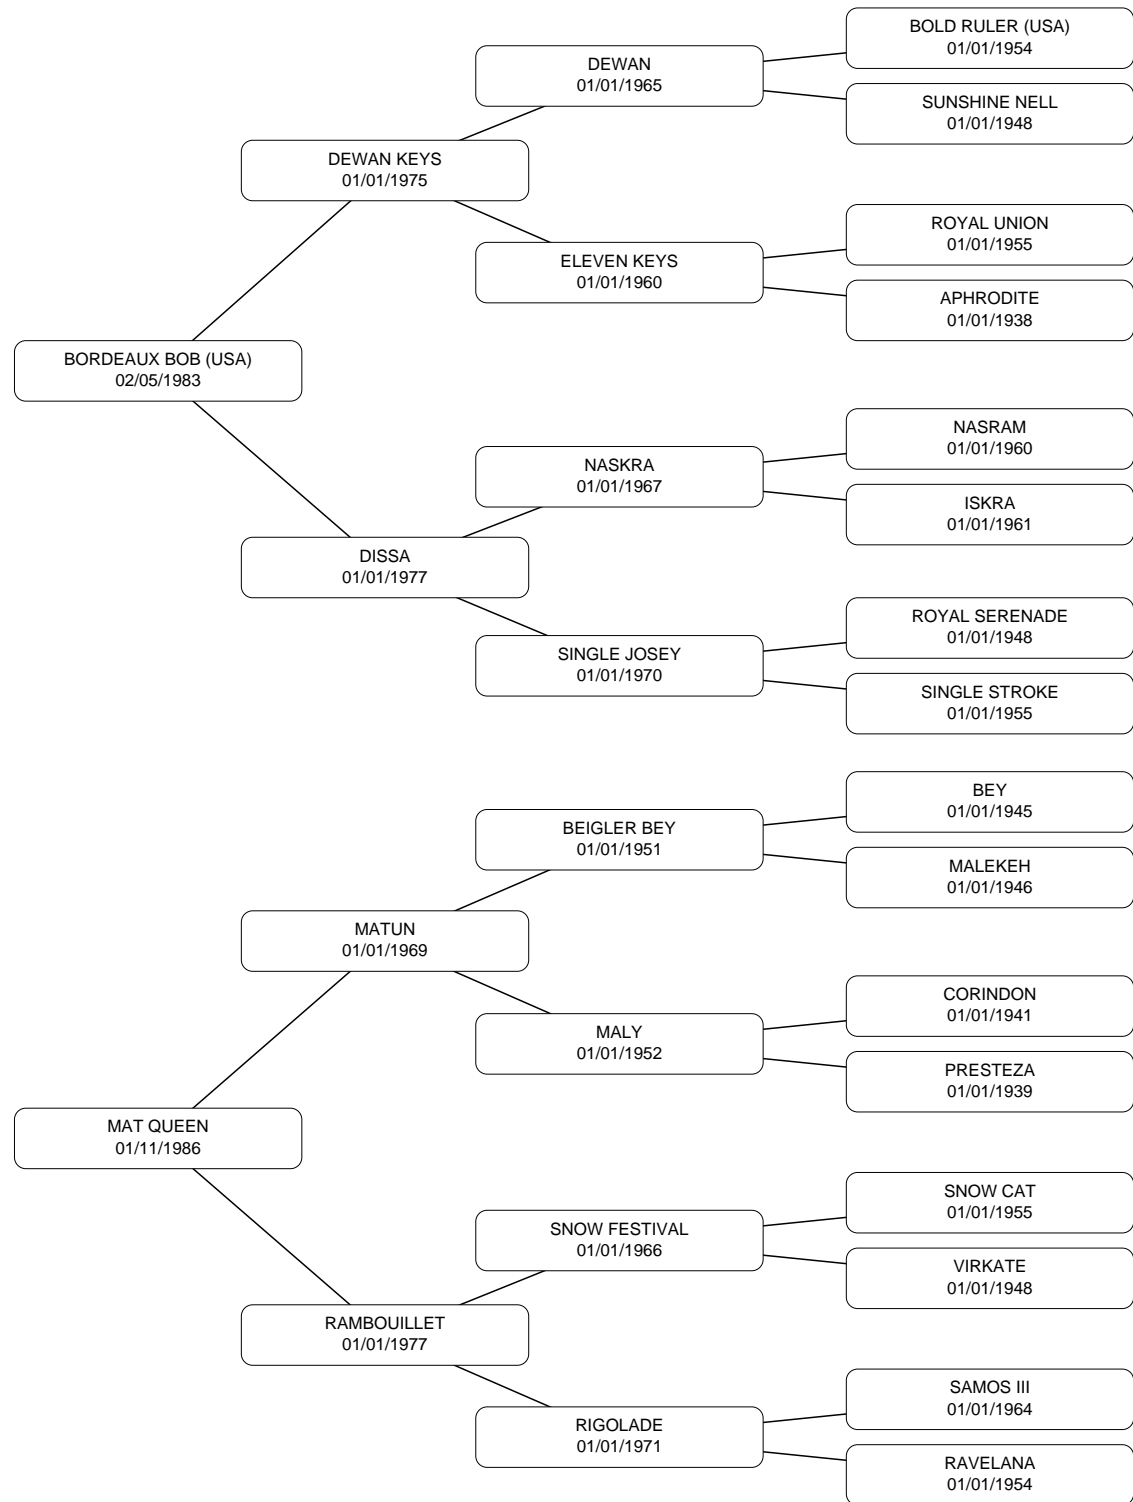 BOLD RULER (USA)
01/01/1954
DEWAN
01/01/1965
SUNSHINE NELL
01/01/1948
DEWAN KEYS
01/01/1975
ROYAL UNION
01/01/1955
ELEVEN KEYS
01/01/1960
APHRODITE
01/01/1938
BORDEAUX BOB (USA)
02/05/1983
NASRAM
01/01/1960
NASKRA
01/01/1967
ISKRA
01/01/1961
DISSA
01/01/1977
ROYAL SERENADE
01/01/1948
SINGLE JOSEY
01/01/1970
SINGLE STROKE
01/01/1955
BEY
01/01/1945
BEIGLER BEY
01/01/1951
MALEKEH
01/01/1946
MATUN
01/01/1969
CORINDON
01/01/1941
MALY
01/01/1952
PRESTEZA
01/01/1939
MAT QUEEN
01/11/1986
SNOW CAT
01/01/1955
SNOW FESTIVAL
01/01/1966
VIRKATE
01/01/1948
RAMBOUILLET
01/01/1977
SAMOS III
01/01/1964
RIGOLADE
01/01/1971
RAVELANA
01/01/1954